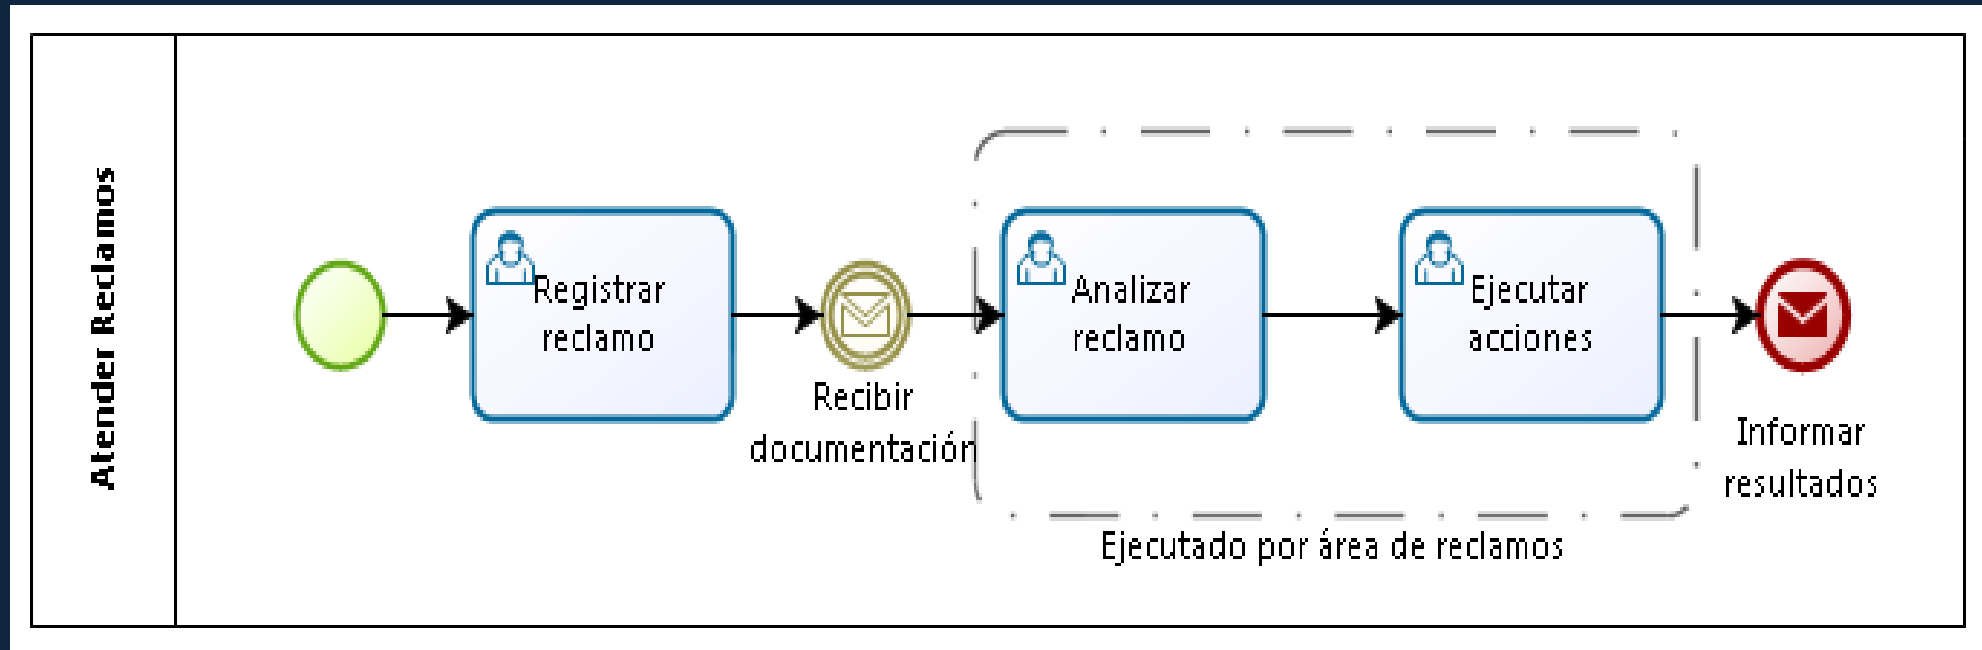 Atender Reclamos
Registrar
reclamo
Recibir
documentación
Analizar
reclamo
Ejecutar
acciones
Ejecutado por área de reclamos
Informar
resultados